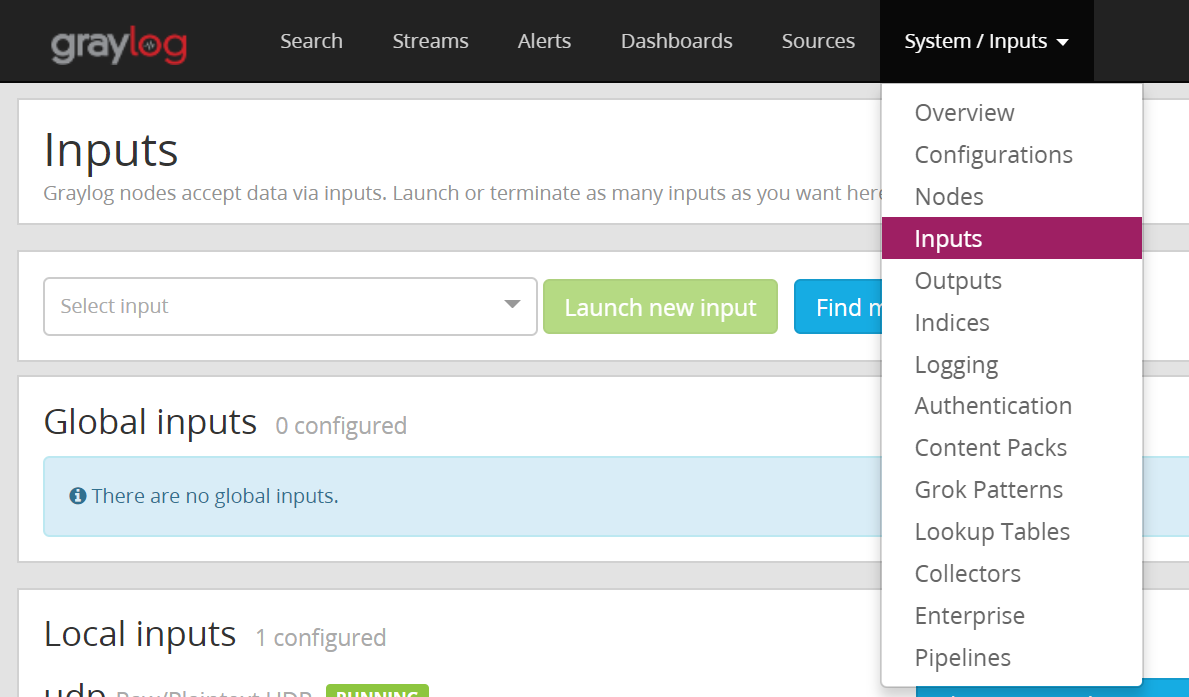 graylog Search Streams Alerts Dashboards Sources System / Inputs
Overview
Inputs
Configurations
Graylog nodes accept data via inputs. Launch or terminate as many inputs as you want here
Nodes
Inputs
Outputs
Select input Launch new input Find
Indices
Logging
Global inputs 0 configured
Authentication
Content Packs
There are no global inputs.
Grok Patterns
Lookup Tables
Collectors
Local inputs 1 configured
Enterprise
Pipelines
udp Raw/Plaintext UDP RUNNING